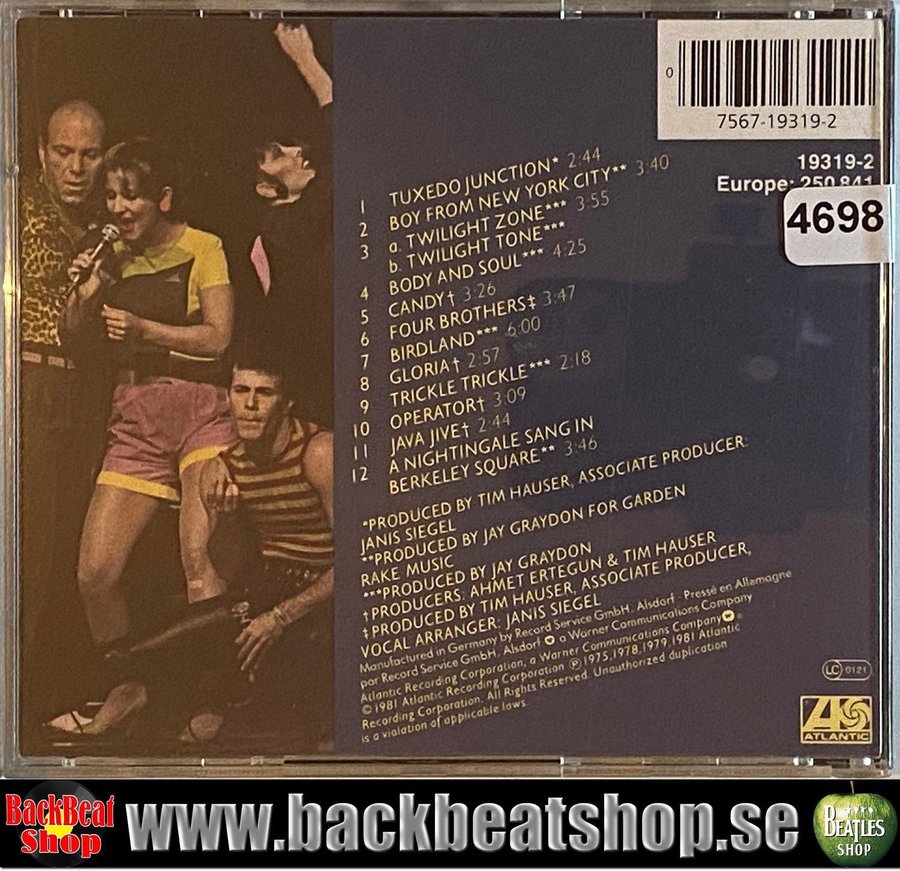 0
7567-19319-2
19319-2
Europe: 250 841
4698
1 TUXEDO JUNCTION* 2:44
2 BOY FROM NEW YORK CITY** 3:40
3 a. TWILIGHT ZONE*** 3:55
b. TWILIGHT TONE***
4 BODY AND SOUL*** 4:25
5 CANDY† 3:26
6 FOUR BROTHERS‡ 3:47
7 BIRDLAND*** 6:00
8 GLORIA† 2:57
9 TRICKLE TRICKLE*** 2:18
10 OPERATOR† 3:09
11 JAVA JIVE† 2:44
12 A NIGHTINGALE SANG IN
BERKELEY SQUARE** 3:46
*PRODUCED BY TIM HAUSER, ASSOCIATE PRODUCER:
JANIS SIEGEL
**PRODUCED BY JAY GRAYDON FOR GARDEN
RAKE MUSIC
***PRODUCED BY JAY GRAYDON
†PRODUCERS: AHMET ERTEGUN & TIM HAUSER
‡PRODUCED BY TIM HAUSER, ASSOCIATE PRODUCER,
VOCAL ARRANGER: JANIS SIEGEL
Manufactured in Germany by Record Service GmbH. Alsdorf · Pressé en Allemagne
par Record Service GmbH. Alsdorf a Warner Communications Company
Atlantic Recording Corporation, a Warner Communications Company
© 1981 Atlantic Recording Corporation ℗ 1975,1978,1979,1981 Atlantic
Recording Corporation. All Rights Reserved. Unauthorized duplication
is a violation of applicable laws.
LC 0121
ATLANTIC
BackBeat
Shop
www.backbeatshop.se
BEATLES
SHOP